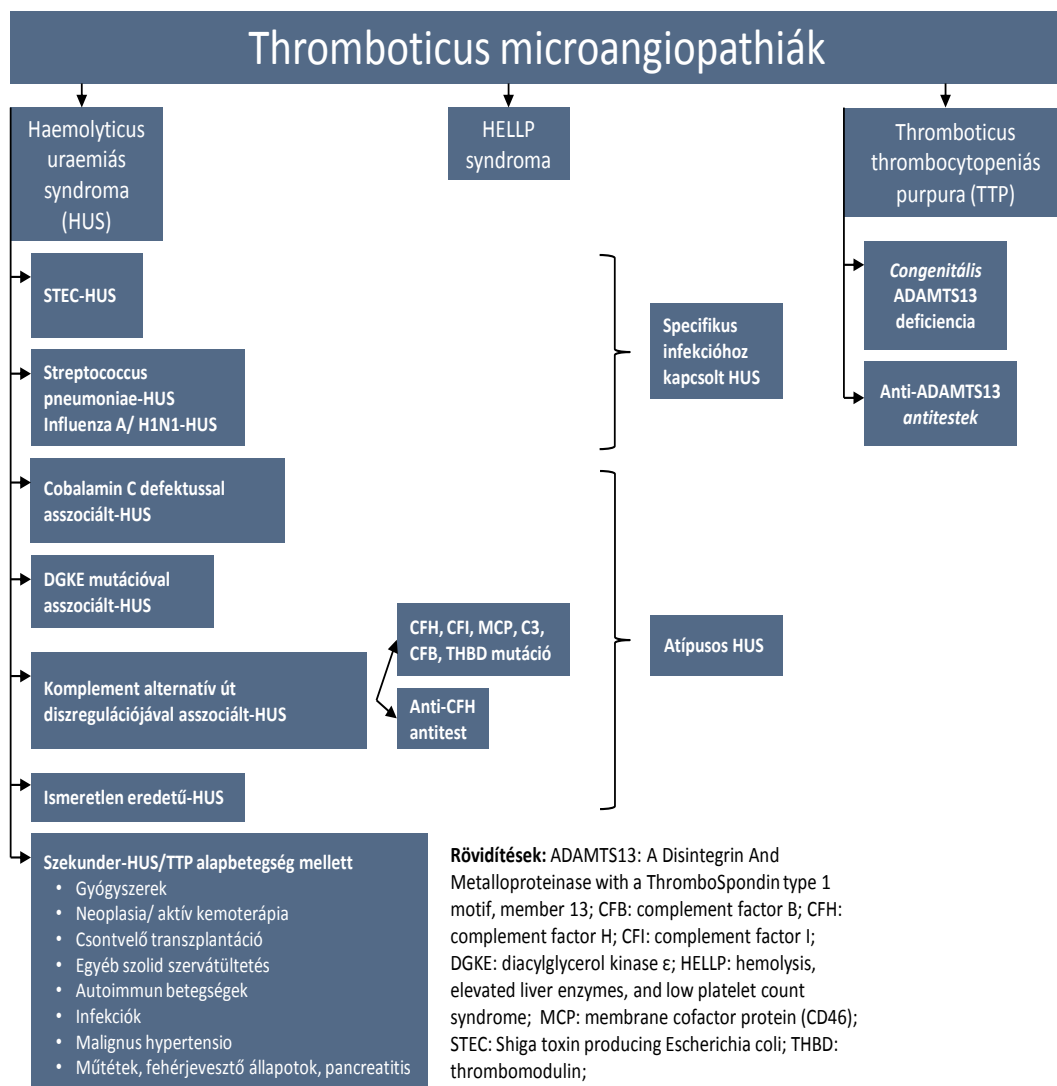 Thromboticus microangiopathiák
Haemolyticus
uraemiás
syndroma
(HUS)
HELLP
syndroma
Thromboticus
thrombocytopeniás
purpura (TTP)
STEC-HUS
Streptococcus
pneumoniae-HUS
Influenza A/ H1N1-HUS
Specifikus
infekcióhoz
kapcsolt HUS
Congenitális
ADAMTS13
deficiencia
Anti-ADAMTS13
antitestek
Cobalamin C defektussal
asszociált-HUS
DGKE mutációval
asszociált-HUS
Komplement alternatív út
diszregulációjával asszociált-HUS
CFH, CFI, MCP, C3,
CFB, THBD mutáció
Anti-CFH
antitest
Atípusos HUS
Ismeretlen eredetű-HUS
Szekunder-HUS/TTP alapbetegség mellett
• Gyógyszerek
• Neoplasia/ aktív kemoterápia
• Csontvelő transzplantáció
• Egyéb szolid szervátültetés
• Autoimmun betegségek
• Infekciók
• Malignus hypertensio
• Műtétek, fehérjevesztő állapotok, pancreatitis
Rövidítések: ADAMTS13: A Disintegrin And
Metalloproteinase with a ThromboSpondin type 1
motif, member 13; CFB: complement factor B; CFH:
complement factor H; CFI: complement factor I;
DGKE: diacylglycerol kinase ε; HELLP: hemolysis,
elevated liver enzymes, and low platelet count
syndrome; MCP: membrane cofactor protein (CD46);
STEC: Shiga toxin producing Escherichia coli; THBD:
thrombomodulin;